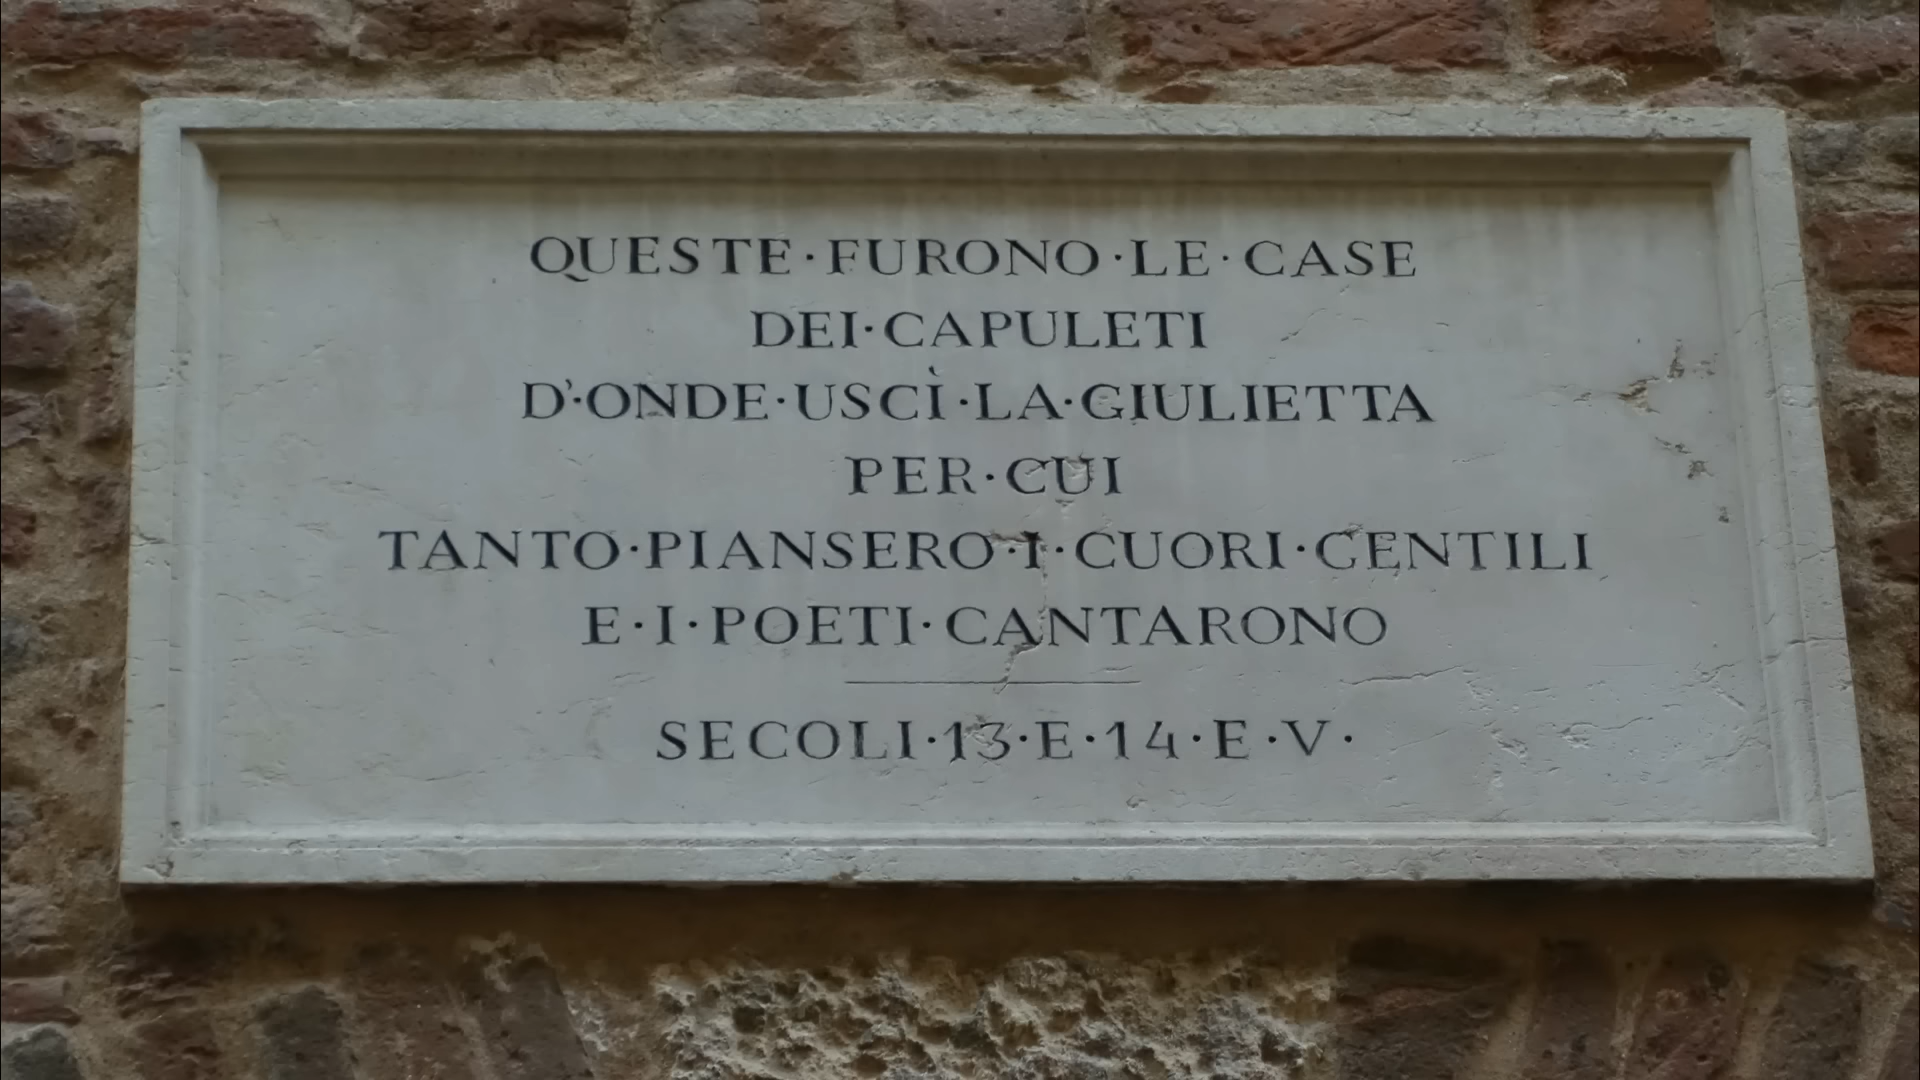 QUESTE·FURONO·LE·CASE
DEI·CAPULETI
D'·ONDE·USCÌ·LA·GIULIETTA
PER·CUI
TANTO·PIANSERO·I·CUORI·GENTILI
E·I·POETI·CANTARONO
SECOLI·13·E·14·E·V·